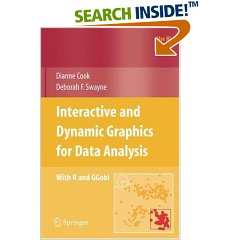 SEARCH INSIDE!™
Dianne Cook
Deborah F. Swayne
Interactive and
Dynamic Graphics
for Data Analysis
With R and GGobi
Springer